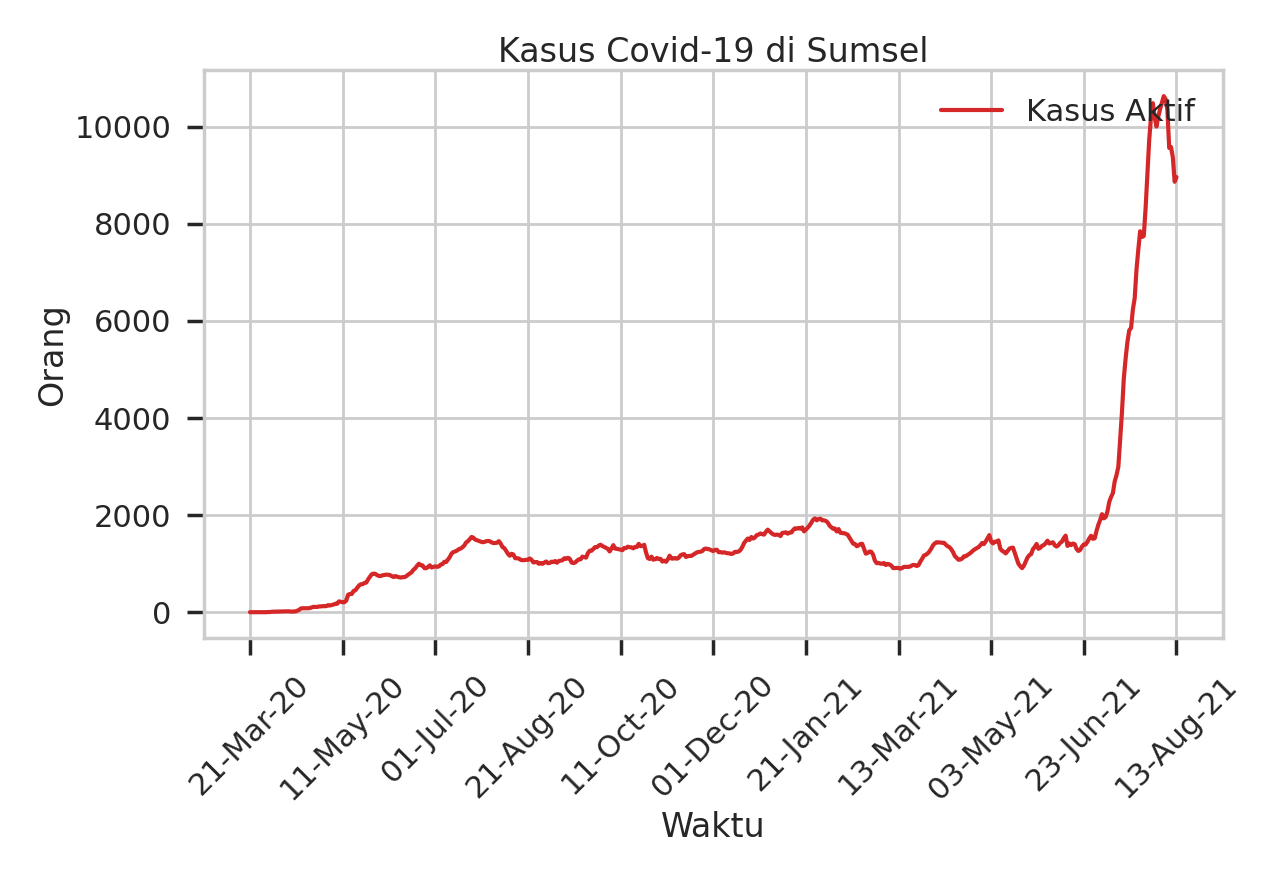 Kasus Covid-19 di Sumsel
Kasus Aktif
Orang
10000
8000
6000
4000
2000
0
21-Mar-20
11-May-20
01-Jul-20
21-Aug-20
11-Oct-20
01-Dec-20
21-Jan-21
13-Mar-21
03-May-21
23-Jun-21
13-Aug-21
Waktu